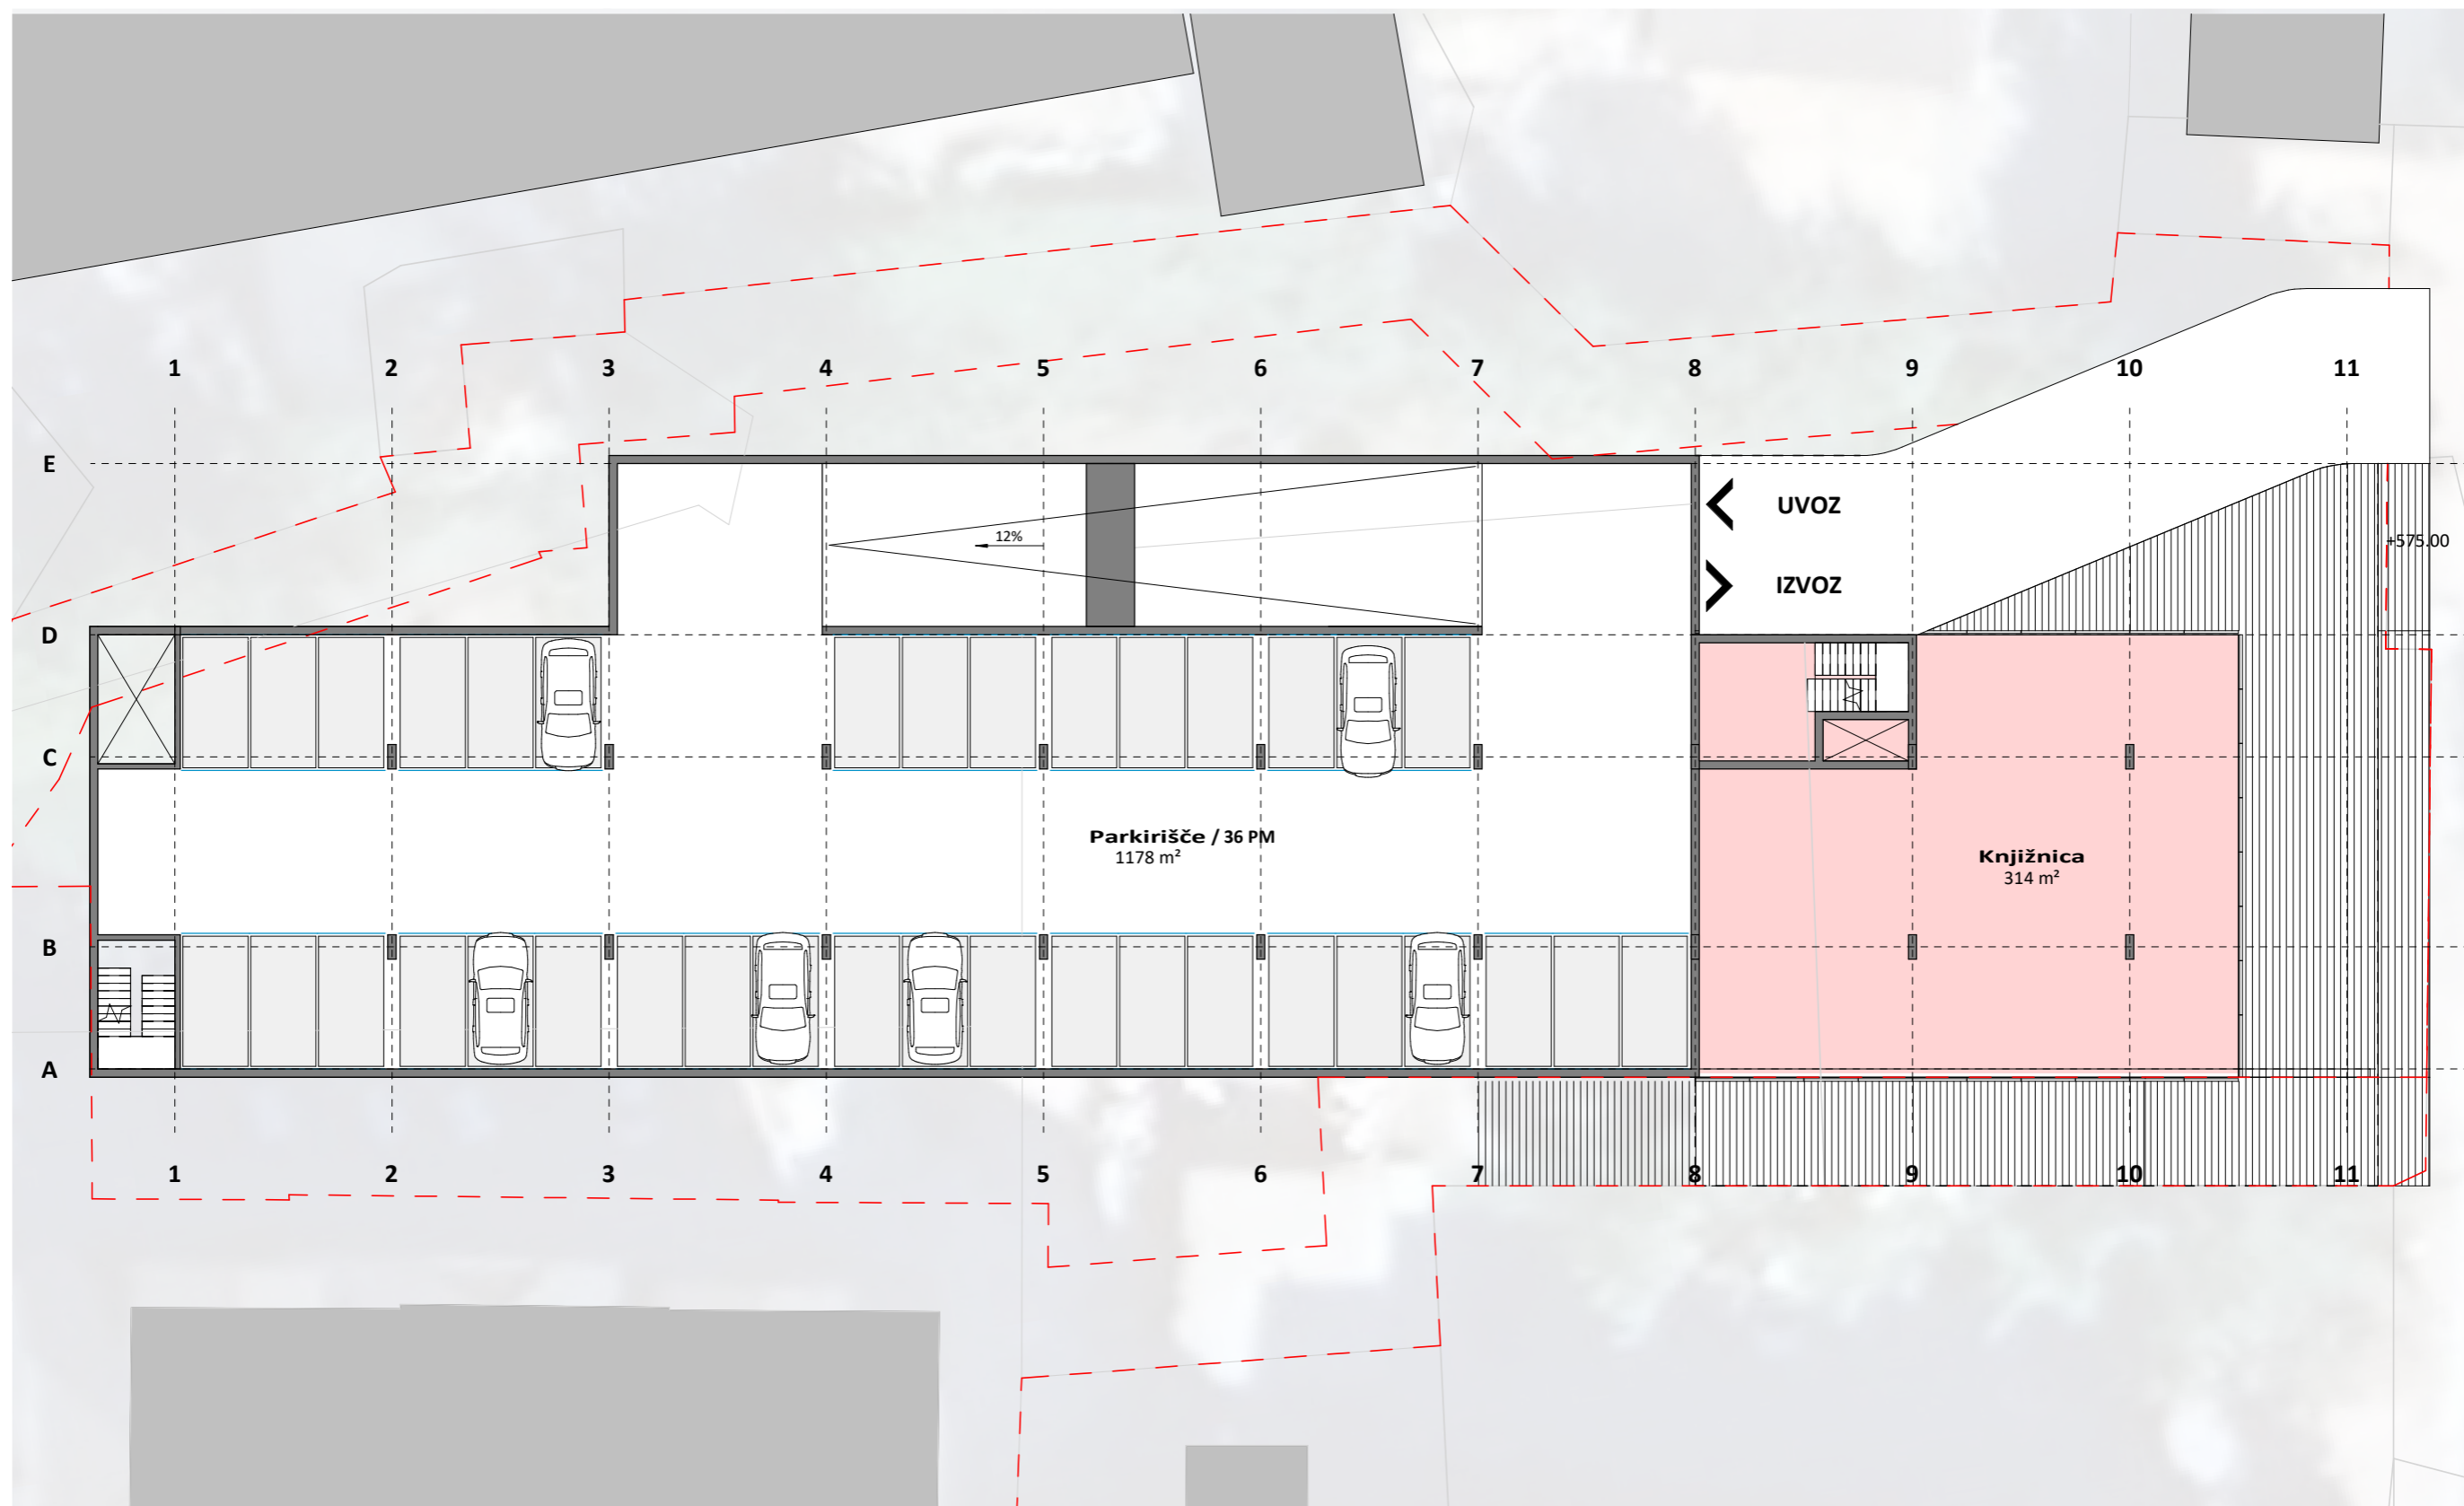 1 2 3 4 5 6 7 8 9 10 11
E
UVOZ
12%
+575.00
IZVOZ
D
C
Parkirišče / 36 PM
1178 m²
Knjižnica
314 m²
B
A
1 2 3 4 5 6 7 8 9 10 11